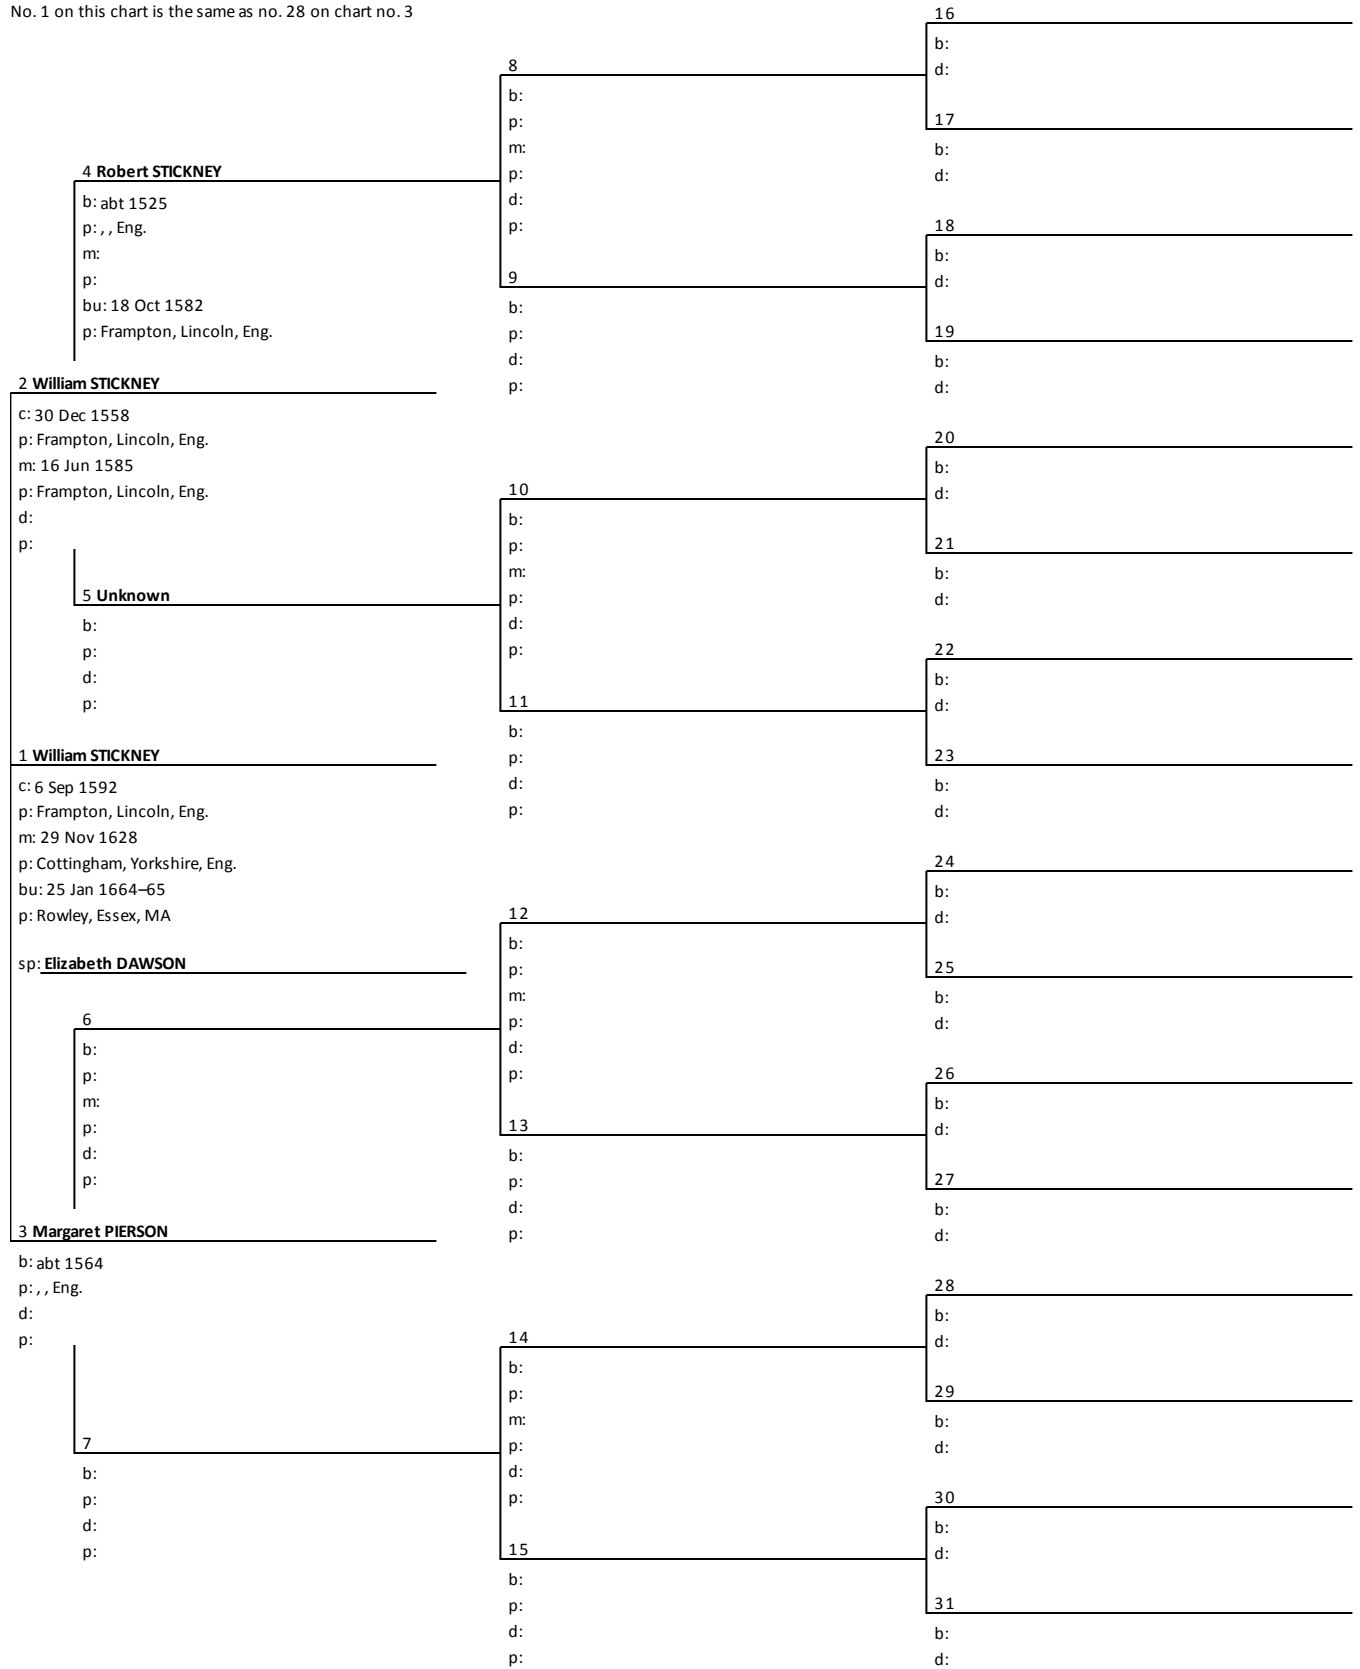 No. 1 on this chart is the same as no. 28 on chart no. 3
16
b:
d:
8
b:
p:
m:
p:
d:
p:
17
b:
d:
4 Robert STICKNEY
b: abt 1525
p: , , Eng.
m:
p:
bu: 18 Oct 1582
p: Frampton, Lincoln, Eng.
18
b:
d:
9
b:
p:
d:
p:
19
b:
d:
2 William STICKNEY
c: 30 Dec 1558
p: Frampton, Lincoln, Eng.
m: 16 Jun 1585
p: Frampton, Lincoln, Eng.
d:
p:
20
b:
d:
10
b:
p:
m:
p:
d:
p:
21
b:
d:
5 Unknown
b:
p:
d:
p:
22
b:
d:
11
b:
p:
d:
p:
23
b:
d:
1 William STICKNEY
c: 6 Sep 1592
p: Frampton, Lincoln, Eng.
m: 29 Nov 1628
p: Cottingham, Yorkshire, Eng.
bu: 25 Jan 1664–65
p: Rowley, Essex, MA
sp: Elizabeth DAWSON
24
b:
d:
12
b:
p:
m:
p:
d:
p:
25
b:
d:
6
b:
p:
m:
p:
d:
p:
26
b:
d:
13
b:
p:
d:
p:
27
b:
d:
3 Margaret PIERSON
b: abt 1564
p: , , Eng.
d:
p:
28
b:
d:
14
b:
p:
m:
p:
d:
p:
29
b:
d:
7
b:
p:
d:
p:
30
b:
d:
15
b:
p:
d:
p:
31
b:
d: